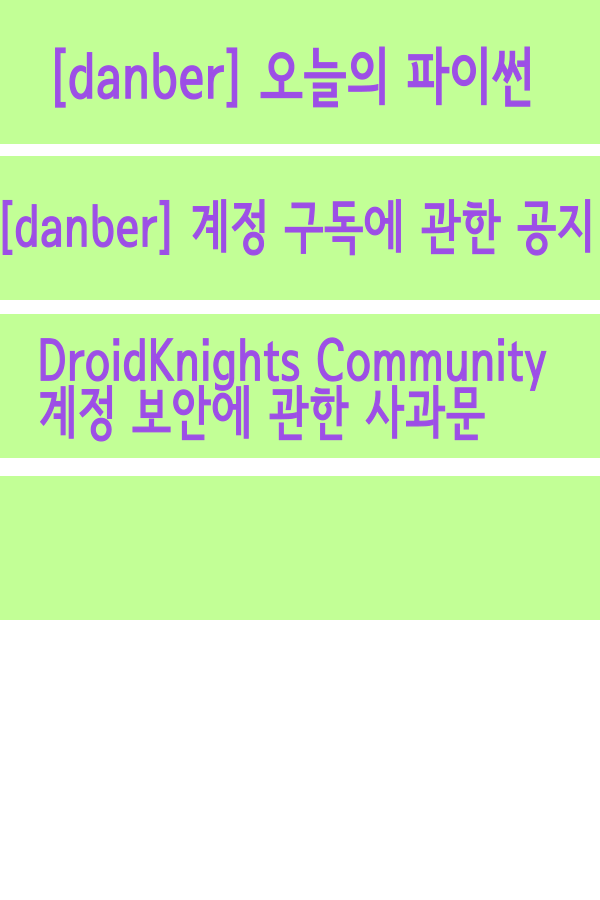 [danber] 오늘의 파이썬
[danber] 계정 구독에 관한 공지
DroidKnights Community
계정 보안에 관한 사과문